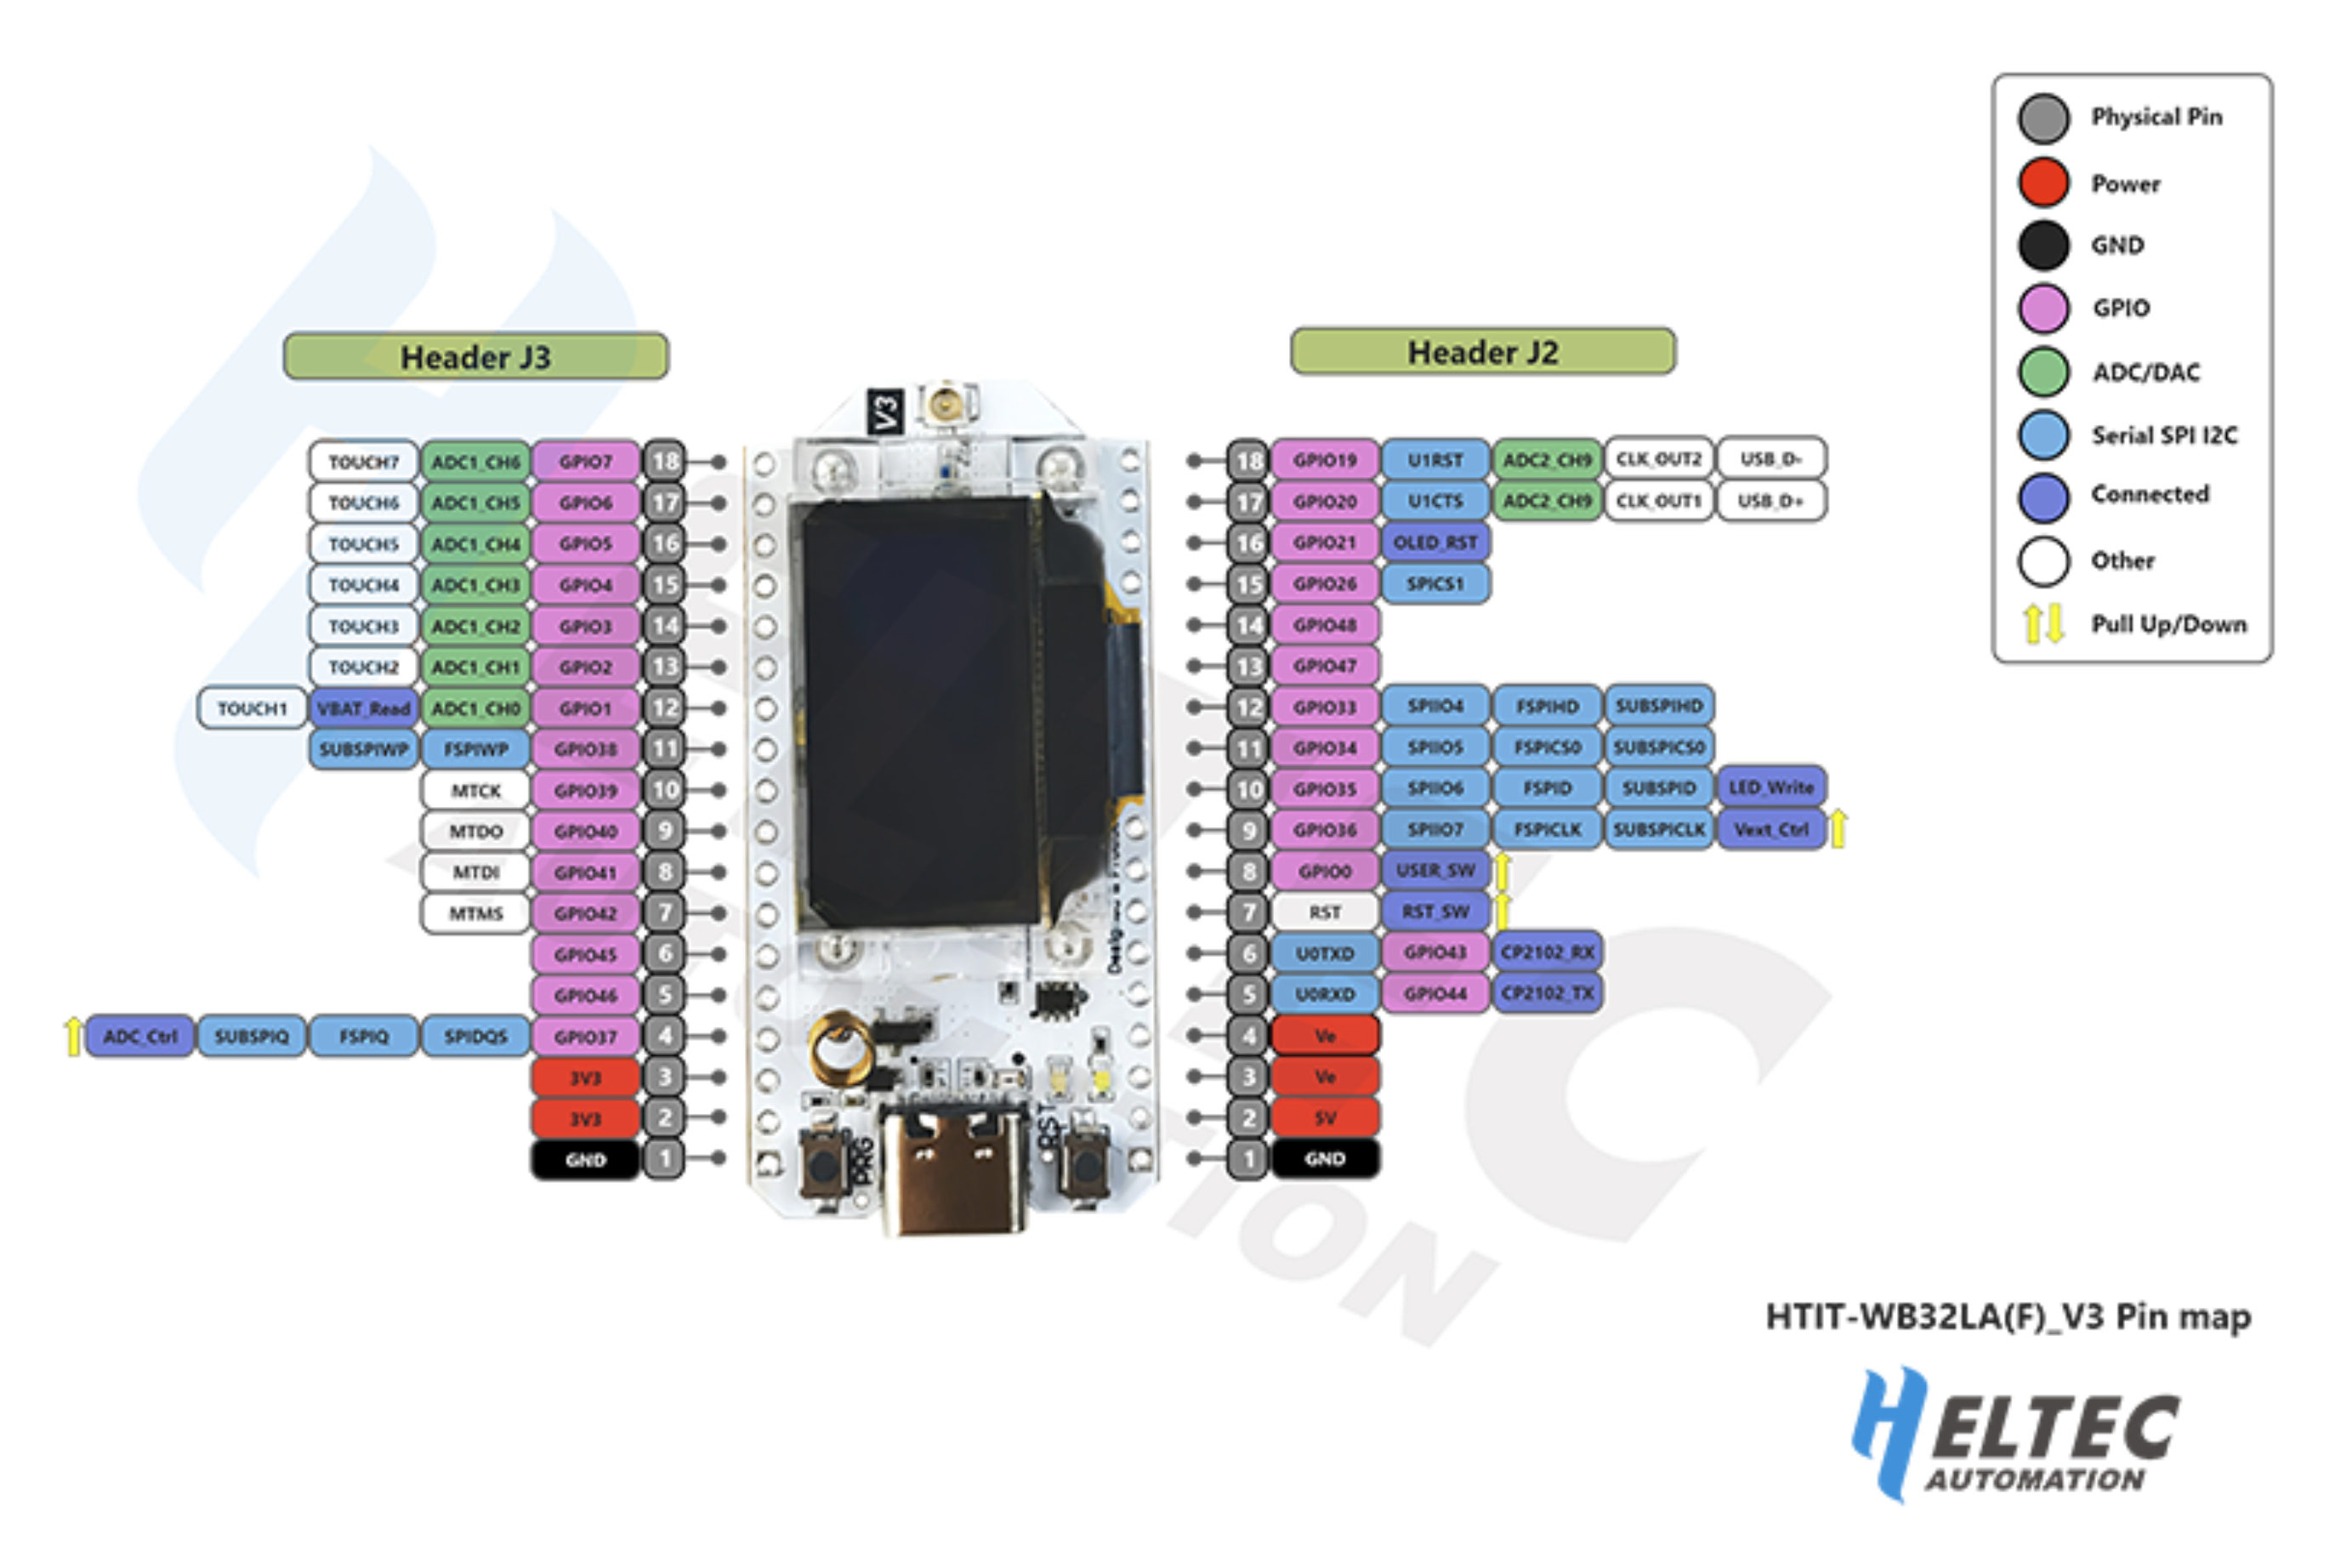 Physical Pin
Power
GND
GPIO
ADC/DAC
Serial SPI I2C
Connected
Other
Pull Up/Down
Header J3
TOUCH7 ADC1_CH6 GPIO7 18
TOUCH6 ADC1_CH5 GPIO6 17
TOUCH5 ADC1_CH4 GPIO5 16
TOUCH4 ADC1_CH3 GPIO4 15
TOUCH3 ADC1_CH2 GPIO3 14
TOUCH2 ADC1_CH1 GPIO2 13
TOUCH1 VBAT_Read ADC1_CH0 GPIO1 12
SUBSPIWP FSPIWP GPIO38 11
MTCK GPIO39 10
MTDO GPIO40 9
MTDI GPIO41 8
MTMS GPIO42 7
GPIO45 6
GPIO46 5
ADC_Ctrl SUBSPIQ FSPIQ SPIDQS GPIO37 4
3V3 3
3V3 2
GND 1
V3
PRG
RST
Header J2
18 GPIO19 U1RST ADC2_CH9 CLK_OUT2 USB_D-
17 GPIO20 U1CTS ADC2_CH9 CLK_OUT1 USB_D+
16 GPIO21 OLED_RST
15 GPIO26 SPICS1
14 GPIO48
13 GPIO47
12 GPIO33 SPIIO4 FSPIHD SUBSPIHD
11 GPIO34 SPIIO5 FSPICS0 SUBSPICS0
10 GPIO35 SPIIO6 FSPID SUBSPID LED_Write
9 GPIO36 SPIIO7 FSPICLK SUBSPICLK Vext_Ctrl
8 GPIO0 USER_SW
7 RST RST_SW
6 U0TXD GPIO43 CP2102_RX
5 U0RXD GPIO44 CP2102_TX
4 Ve
3 Ve
2 5V
1 GND
HTIT-WB32LA(F)_V3 Pin map
HELTEC
AUTOMATION